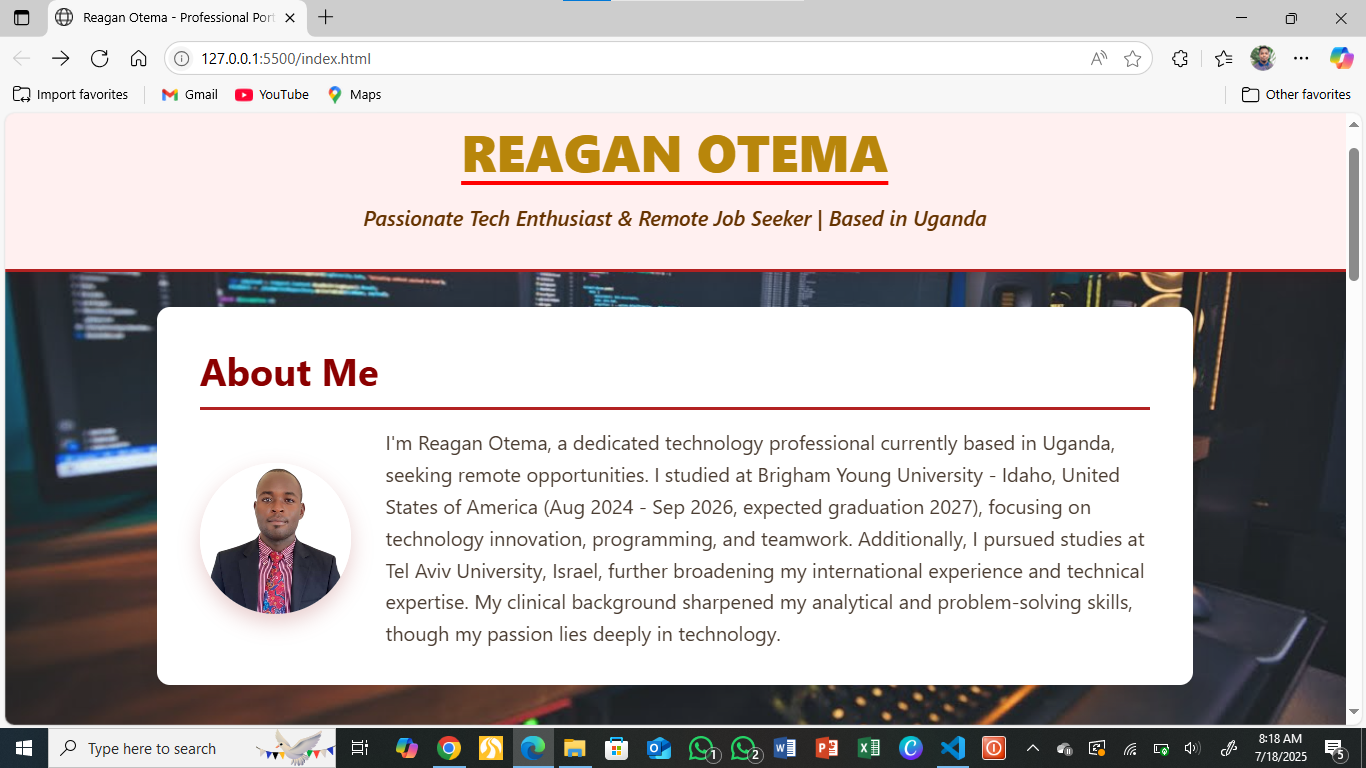 Reagan Otema - Professional Port
127.0.0.1:5500/index.html
Import favorites
Gmail
YouTube
Maps
Other favorites
REAGAN OTEMA
Passionate Tech Enthusiast & Remote Job Seeker | Based in Uganda
About Me
I'm Reagan Otema, a dedicated technology professional currently based in Uganda,
seeking remote opportunities. I studied at Brigham Young University - Idaho, United
States of America (Aug 2024 - Sep 2026, expected graduation 2027), focusing on
technology innovation, programming, and teamwork. Additionally, I pursued studies at
Tel Aviv University, Israel, further broadening my international experience and technical
expertise. My clinical background sharpened my analytical and problem-solving skills,
though my passion lies deeply in technology.
Type here to search
1
2
8:18 AM
7/18/2025
5